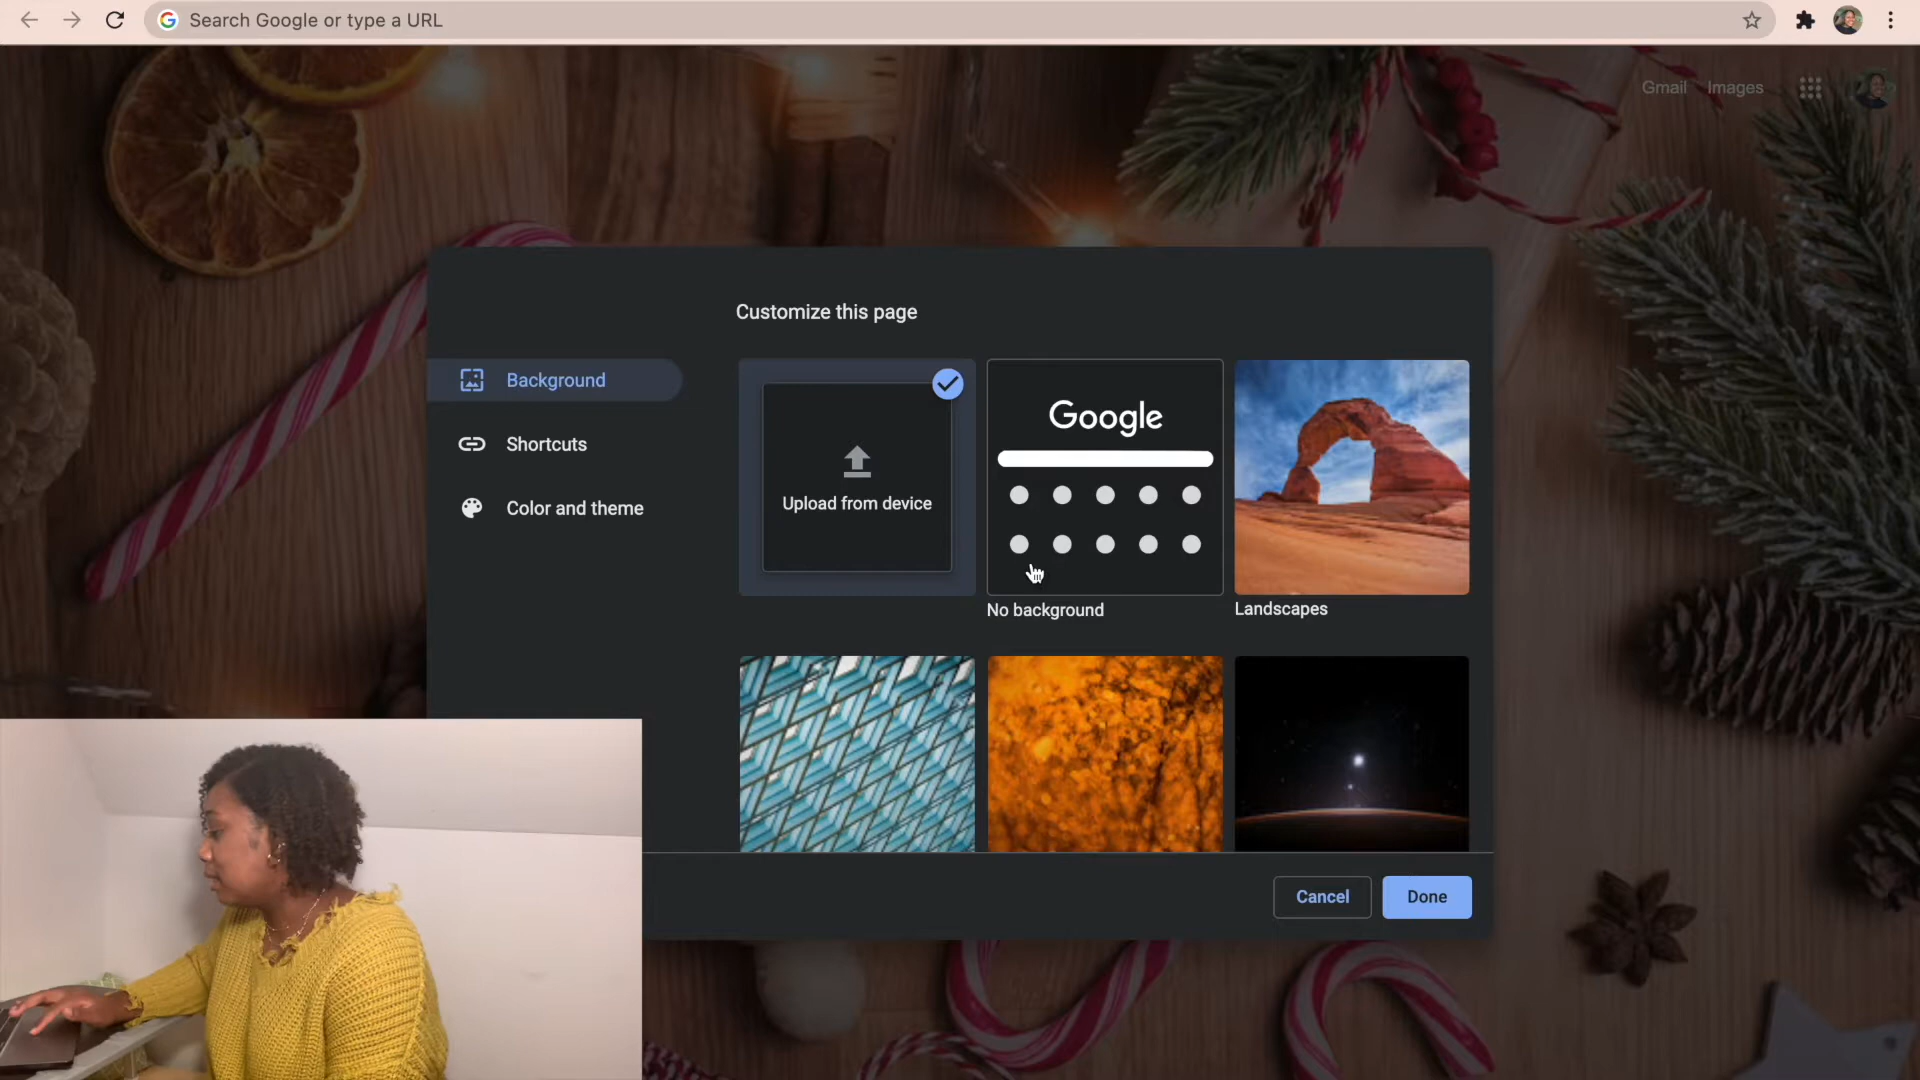 Search Google or type a URL
Gmail Images
Customize this page
Background
Shortcuts
Color and theme
Upload from device
Google
No background
Landscapes
Cancel
Done